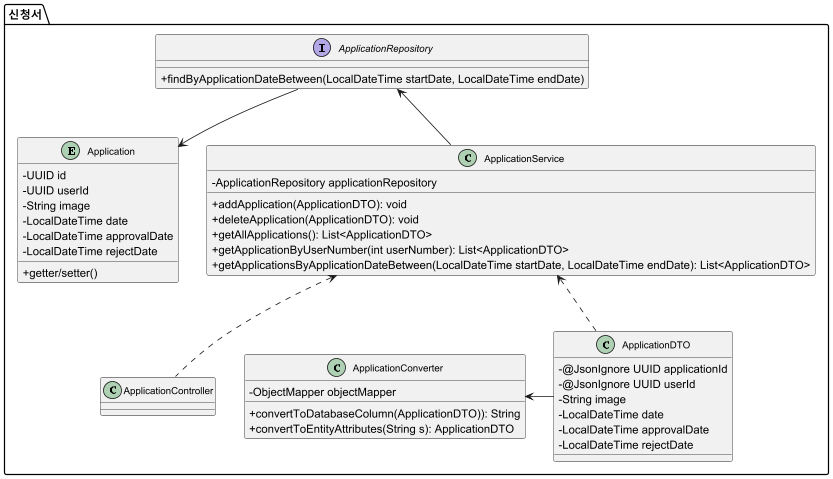 신청서
I ApplicationRepository
+findByApplicationDateBetween(LocalDateTime startDate, LocalDateTime endDate)
E Application
-UUID id
-UUID userId
-String image
-LocalDateTime date
-LocalDateTime approvalDate
-LocalDateTime rejectDate
+getter/setter()
C ApplicationService
-ApplicationRepository applicationRepository
+addApplication(ApplicationDTO): void
+deleteApplication(ApplicationDTO): void
+getAllApplications(): List<ApplicationDTO>
+getApplicationByUserNumber(int userNumber): List<ApplicationDTO>
+getApplicationsByApplicationDateBetween(LocalDateTime startDate, LocalDateTime endDate): List<ApplicationDTO>
C ApplicationController
C ApplicationConverter
-ObjectMapper objectMapper
+convertToDatabaseColumn(ApplicationDTO)): String
+convertToEntityAttributes(String s): ApplicationDTO
C ApplicationDTO
-@JsonIgnore UUID applicationId
-@JsonIgnore UUID userId
-String image
-LocalDateTime date
-LocalDateTime approvalDate
-LocalDateTime rejectDate